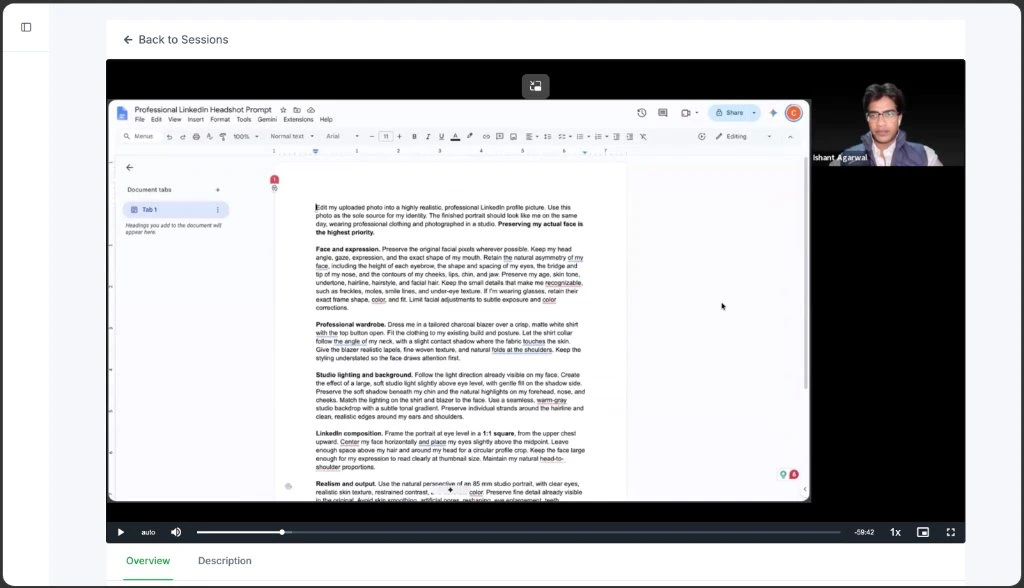 Back to Sessions
Professional LinkedIn Headshot Prompt
File Edit View Insert Format Tools Gemini Extensions Help
Share
C
Menus 100% Normal text Arial 11 Editing
1 1 2 3 4 5 6 7
Document tabs
Tab 1
Headings you add to the document will
appear here.
1
Edit my uploaded photo into a highly realistic, professional LinkedIn profile picture. Use this
photo as the sole source for my identity. The finished portrait should look like me on the same
day, wearing professional clothing and photographed in a studio. Preserving my actual face is
the highest priority.
Face and expression. Preserve the original facial pixels wherever possible. Keep my head
angle, gaze, expression, and the exact shape of my mouth. Retain the natural asymmetry of my
face, including the height of each eyebrow, the shape and spacing of my eyes, the bridge and
tip of my nose, and the contours of my cheeks, lips, chin, and jaw. Preserve my age, skin tone,
undertone, hairline, hairstyle, and facial hair. Keep the small details that make me recognizable,
such as freckles, moles, smile lines, and under-eye texture. If I'm wearing glasses, retain their
exact frame shape, color, and fit. Limit facial adjustments to subtle exposure and color
corrections.
Professional wardrobe. Dress me in a tailored charcoal blazer over a crisp, matte white shirt
with the top button open. Fit the clothing to my existing build and posture. Let the shirt collar
follow the angle of my neck, with a slight contact shadow where the fabric touches the skin.
Give the blazer realistic lapels, fine woven texture, and natural folds at the shoulders. Keep the
styling understated so the face draws attention first.
Studio lighting and background. Follow the light direction already visible on my face. Create
the effect of a large, soft studio light slightly above eye level, with gentle fill on the shadow side.
Preserve the soft shadow beneath my chin and the natural highlights on my forehead, nose, and
cheeks. Match the lighting on the shirt and blazer to the face. Use a seamless, warm-gray
studio backdrop with a subtle tonal gradient. Preserve individual strands around the hairline and
clean, realistic edges around my ears and shoulders.
LinkedIn composition. Frame the portrait at eye level in a 1:1 square, from the upper chest
upward. Center my face horizontally and place my eyes slightly above the midpoint. Leave
enough space above my hair and around my head for a circular profile crop. Keep the face large
enough for my expression to read clearly at thumbnail size. Maintain my natural head-to-
shoulder proportions.
Realism and output. Use the natural perspective of an 85 mm studio portrait, with clear eyes,
realistic skin texture, restrained contrast, color. Preserve fine detail already visible
in the original. Avoid skin smoothing, artificial pores, reshaping, eye enlargement, teeth
Ishant Agarwal
auto
-59:42
1x
Overview Description